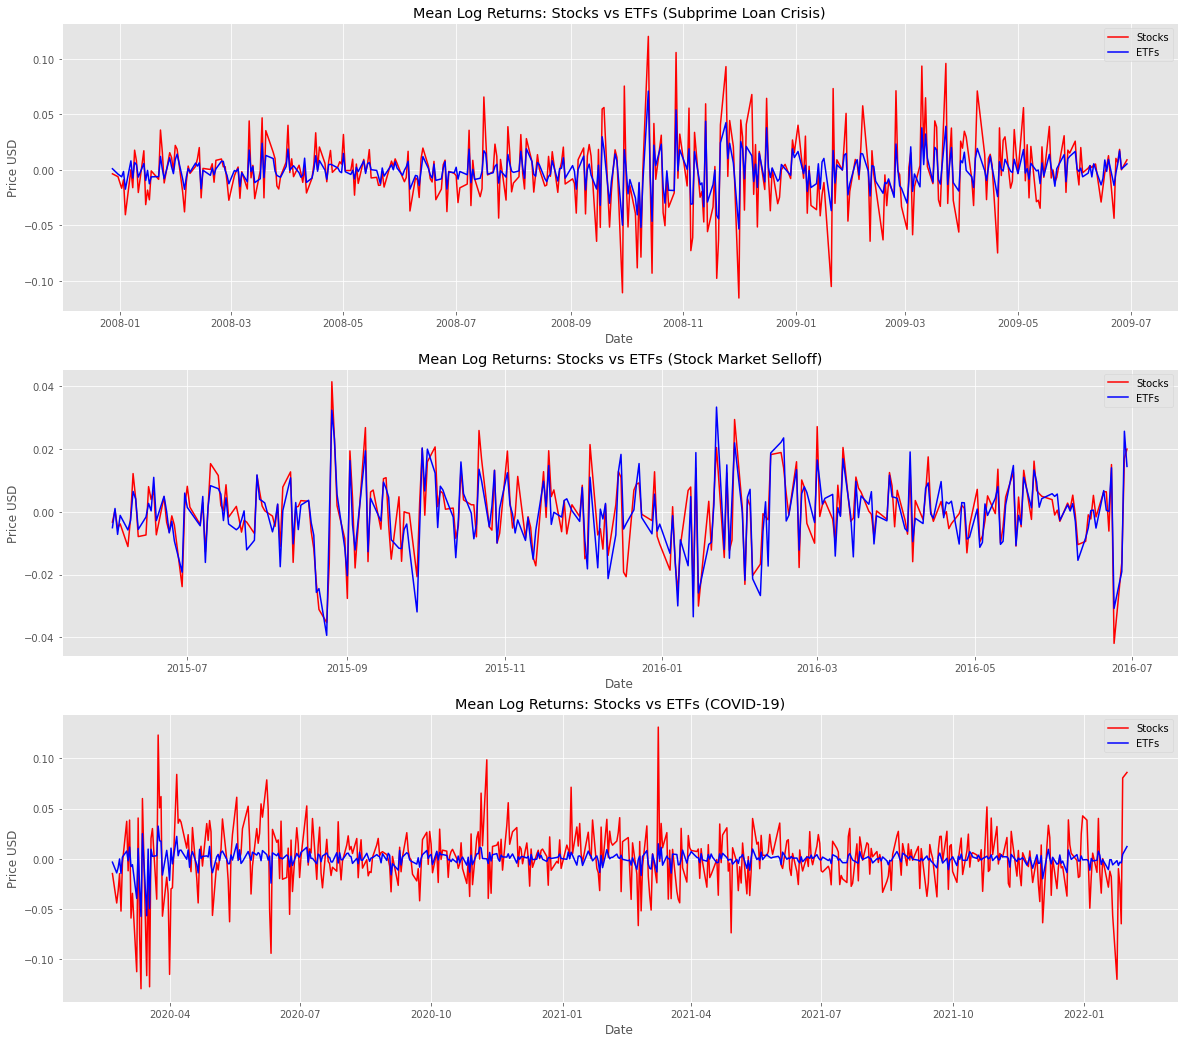 Mean Log Returns: Stocks vs ETFs (Subprime Loan Crisis)
Stocks
ETFs
Price USD
0.10
0.05
0.00
−0.05
−0.10
2008-01 2008-03 2008-05 2008-07 2008-09 2008-11 2009-01 2009-03 2009-05 2009-07
Date
Mean Log Returns: Stocks vs ETFs (Stock Market Selloff)
Stocks
ETFs
Price USD
0.04
0.02
0.00
−0.02
−0.04
2015-07 2015-09 2015-11 2016-01 2016-03 2016-05 2016-07
Date
Mean Log Returns: Stocks vs ETFs (COVID-19)
Stocks
ETFs
Price USD
0.10
0.05
0.00
−0.05
−0.10
2020-04 2020-07 2020-10 2021-01 2021-04 2021-07 2021-10 2022-01
Date